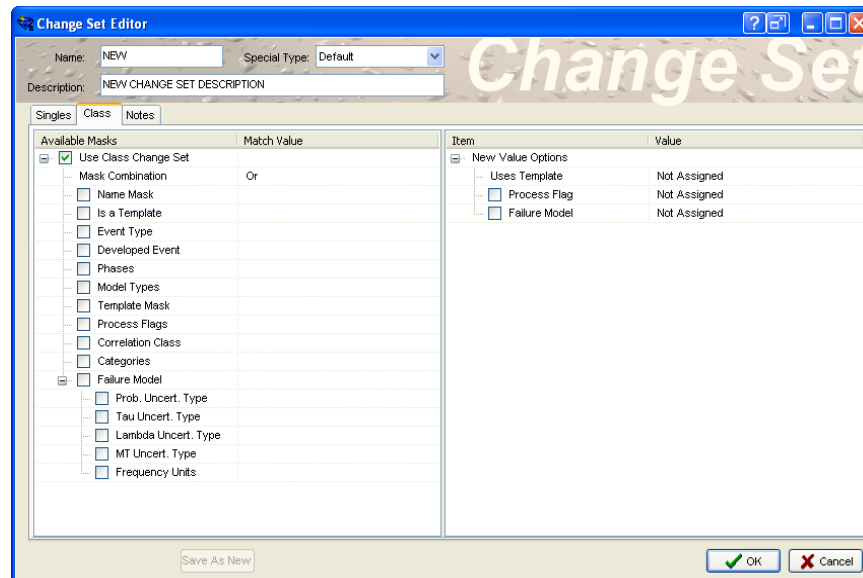 Change Set Editor
Change Set
Name: NEW Special Type: Default
Description: NEW CHANGE SET DESCRIPTION
Singles Class Notes
Available Masks Match Value Item Value
Use Class Change Set New Value Options
Mask Combination Or Uses Template Not Assigned
Name Mask Process Flag Not Assigned
Is a Template Failure Model Not Assigned
Event Type
Developed Event
Phases
Model Types
Template Mask
Process Flags
Correlation Class
Categories
Failure Model
Prob. Uncert. Type
Tau Uncert. Type
Lambda Uncert. Type
MT Uncert. Type
Frequency Units
Save As New OK Cancel